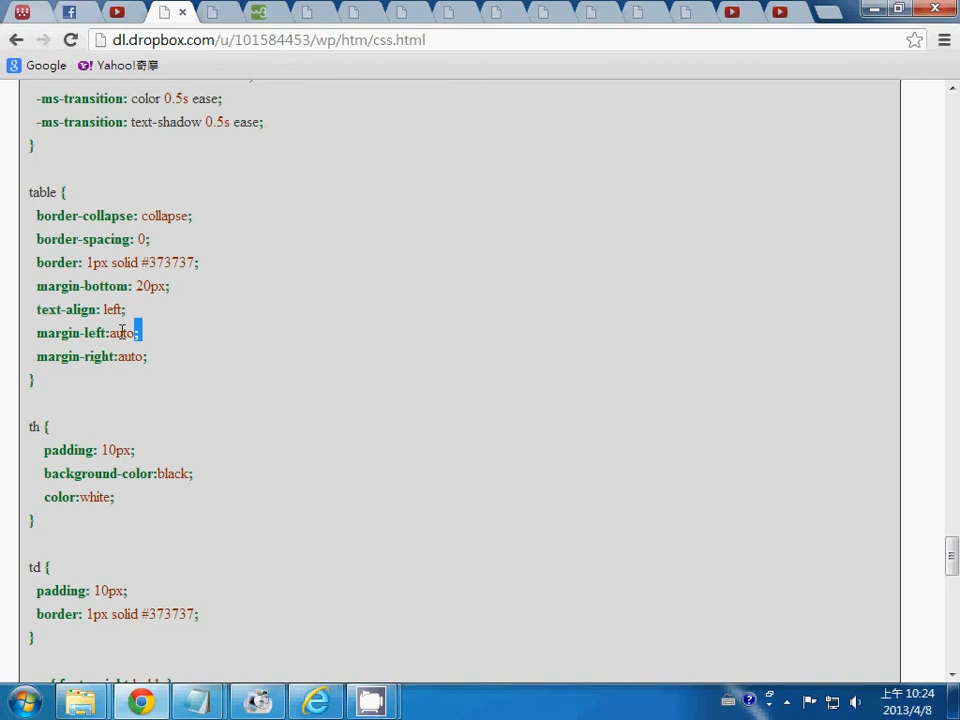 dl.dropbox.com/u/101584453/wp/htm/css.html
Google Yahoo!奇摩
-ms-transition: color 0.5s ease;
-ms-transition: text-shadow 0.5s ease;
}
table {
border-collapse: collapse;
border-spacing: 0;
border: 1px solid #373737;
margin-bottom: 20px;
text-align: left;
margin-left:auto;
margin-right:auto;
}
th {
padding: 10px;
background-color:black;
color:white;
}
td {
padding: 10px;
border: 1px solid #373737;
}
上午 10:24
2013/4/8